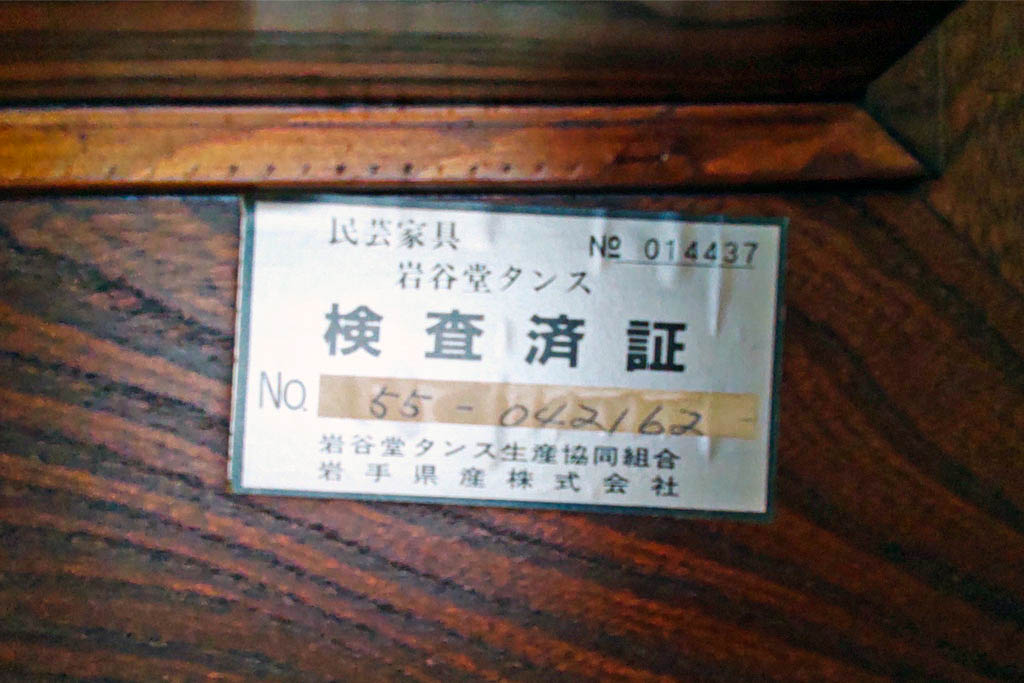 民芸家具
№ 014437
岩谷堂タンス
検査済証
No. 55-042162
岩谷堂タンス生産協同組合
岩手県産株式会社